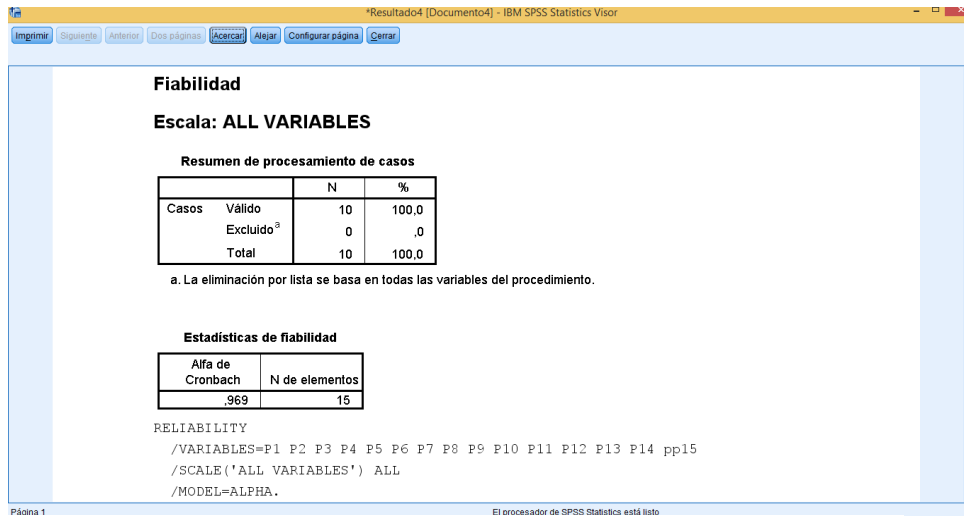 *Resultado4 [Documento4] - IBM SPSS Statistics Visor
Imprimir Siguiente Anterior Dos páginas Acercar Alejar Configurar página Cerrar
Fiabilidad
Escala: ALL VARIABLES
Resumen de procesamiento de casos
N %
Casos Válido 10 100,0
Excluidoª 0 ,0
Total 10 100,0
a. La eliminación por lista se basa en todas las variables del procedimiento.
Estadísticas de fiabilidad
Alfa de
Cronbach N de elementos
,969 15
RELIABILITY
/VARIABLES=P1 P2 P3 P4 P5 P6 P7 P8 P9 P10 P11 P12 P13 P14 pp15
/SCALE('ALL VARIABLES') ALL
/MODEL=ALPHA.
Página 1 El procesador de SPSS Statistics está listo